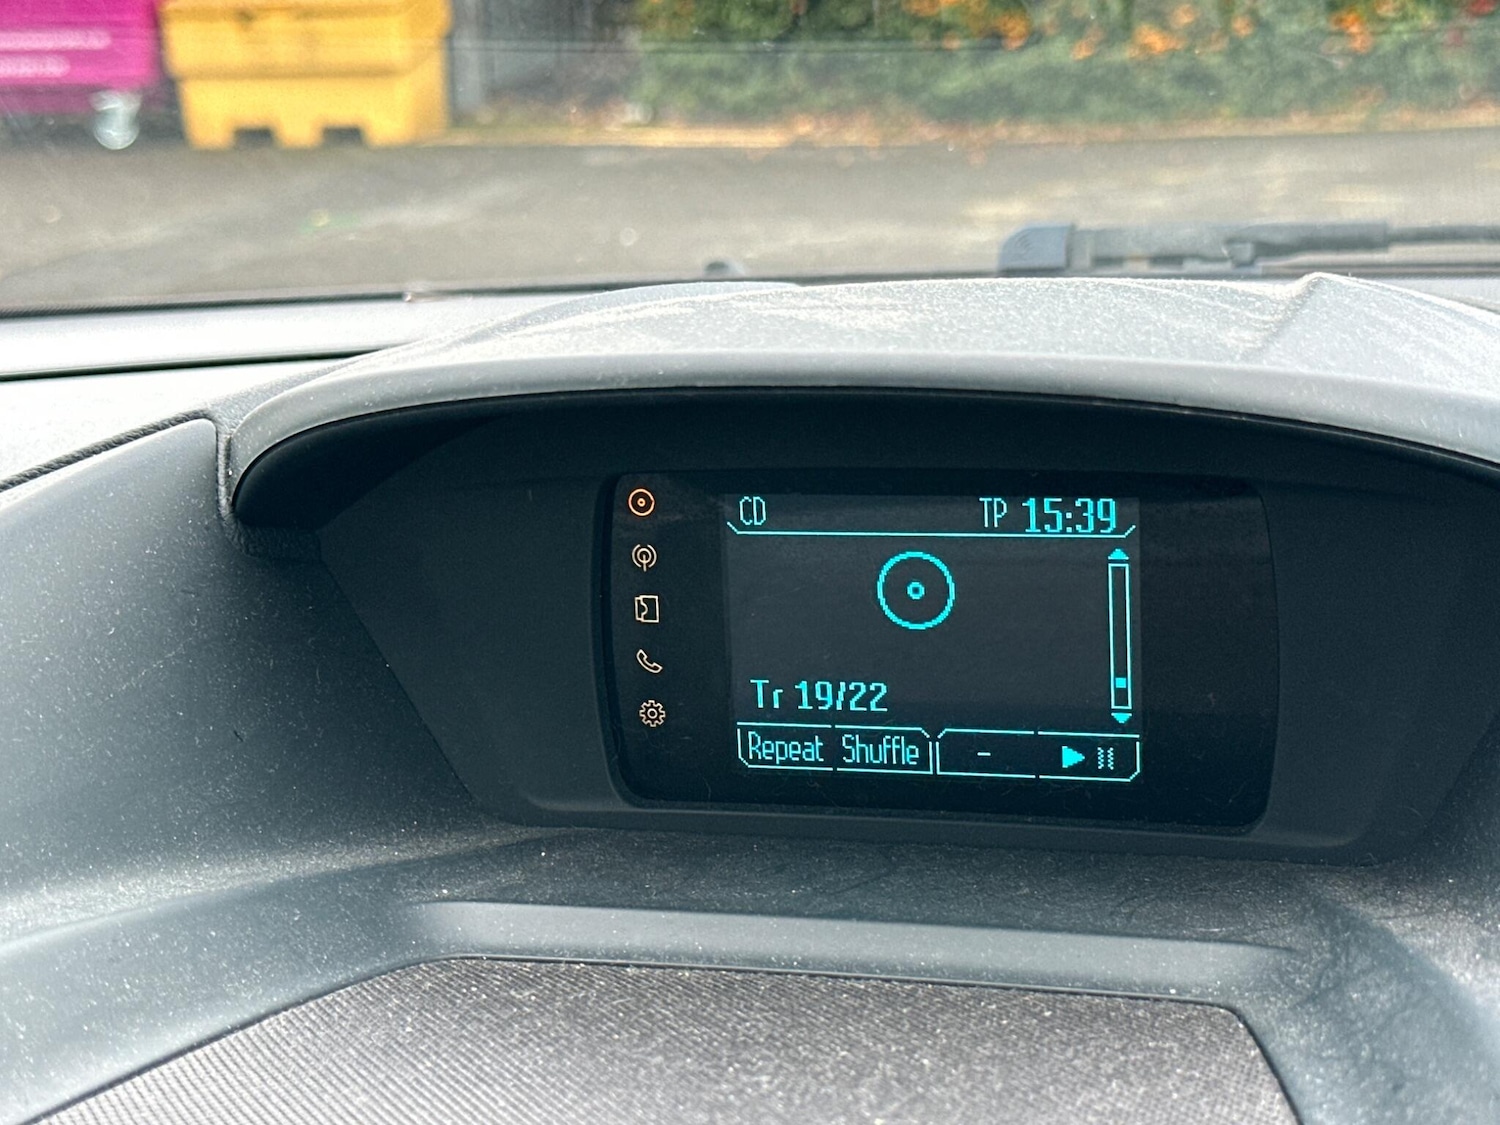 CD TP 15:39
Tr 19/22
Repeat Shuffle -